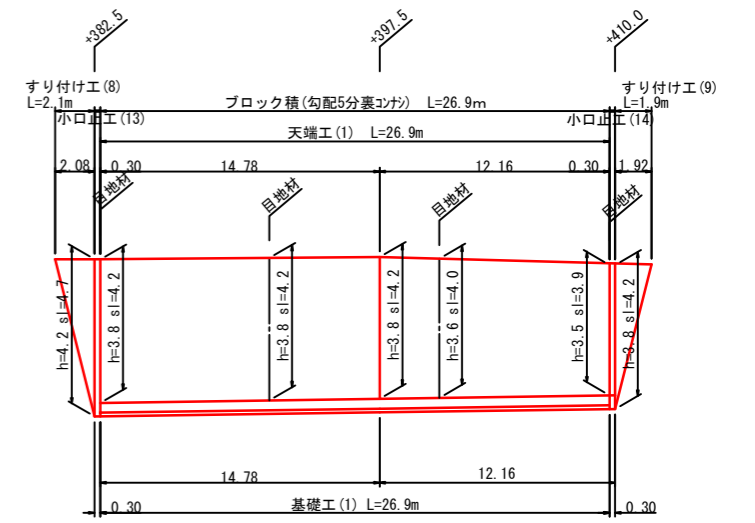 +382.5
+397.5
+410.0
すり付け工(8)
L=2.1m
ブロック積(勾配5分裏コンナシ) L=26.9m
すり付け工(9)
L=1.9m
小口止工(13)
小口止工(14)
天端工(1) L=26.9m
2.08
0.30
14.78
12.16
0.30
1.92
目地材
目地材
目地材
目地材
h=4.2 sl=4.7
h=3.8 sl=4.2
h=3.8 sl=4.2
h=3.8 sl=4.2
h=3.6 sl=4.0
h=3.5 sl=3.9
h=3.8 sl=4.2
14.78
12.16
0.30
基礎工(1) L=26.9m
0.30